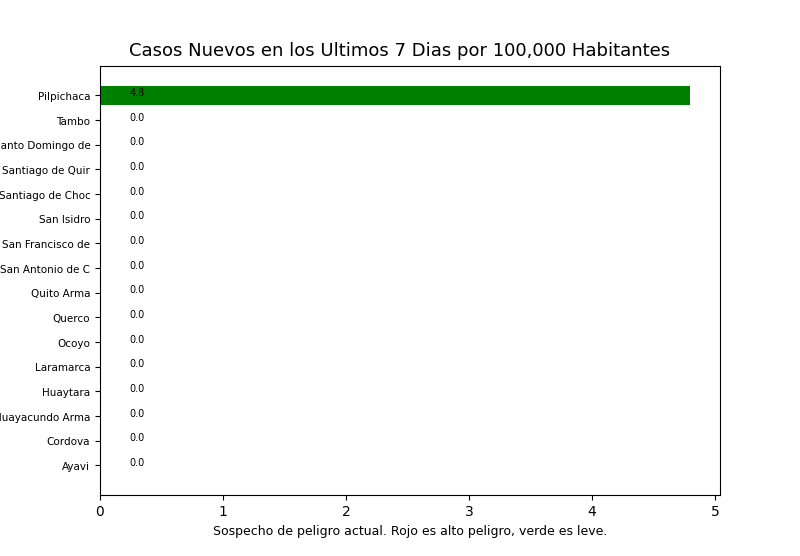 Casos Nuevos en los Ultimos 7 Dias por 100,000 Habitantes
Pilpichaca 4.8
Tambo 0.0
anto Domingo de 0.0
Santiago de Quir 0.0
Santiago de Choc 0.0
San Isidro 0.0
San Francisco de 0.0
San Antonio de C 0.0
Quito Arma 0.0
Querco 0.0
Ocoyo 0.0
Laramarca 0.0
Huaytara 0.0
Huayacundo Arma 0.0
Cordova 0.0
Ayavi 0.0
0 1 2 3 4 5
Sospecho de peligro actual. Rojo es alto peligro, verde es leve.